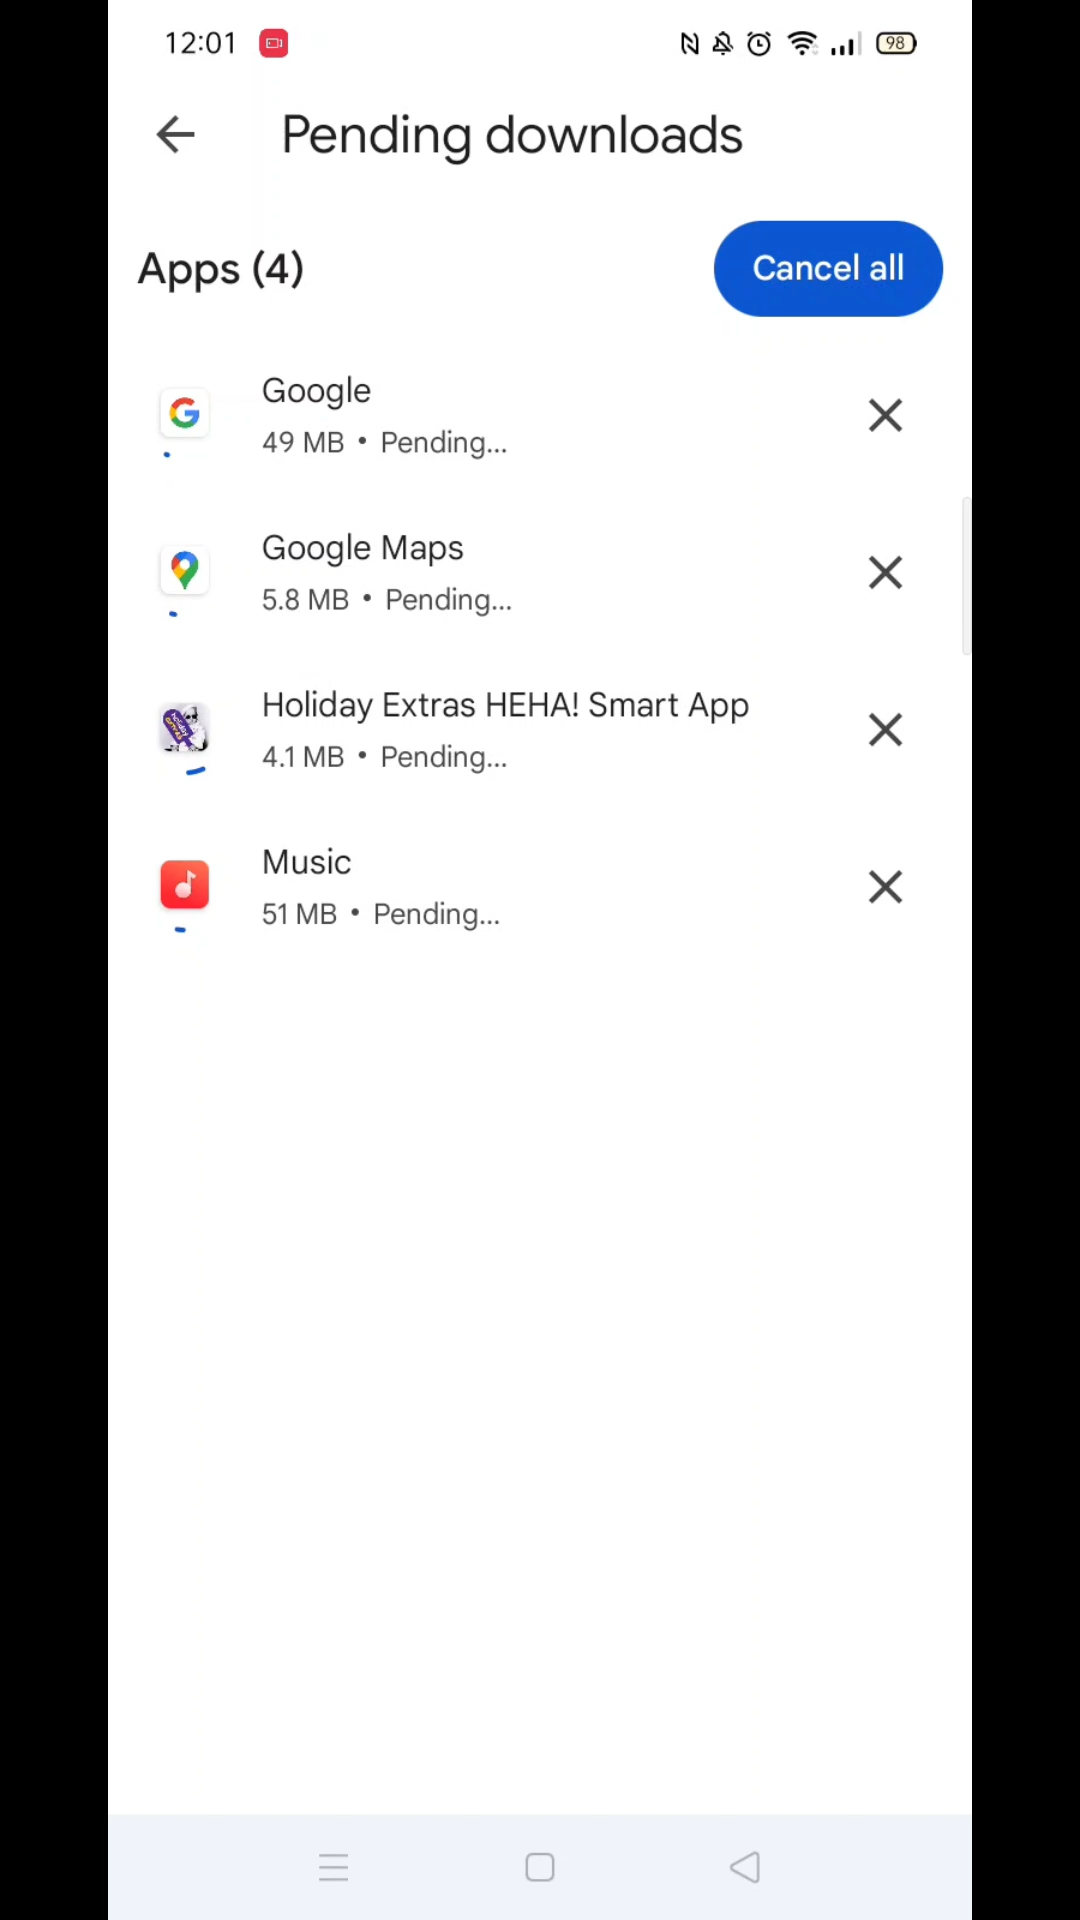 12:01
98
Pending downloads
Apps (4)
Cancel all
Google
49 MB • Pending...
Google Maps
5.8 MB • Pending...
Holiday Extras HEHA! Smart App
4.1 MB • Pending...
Music
51 MB • Pending...